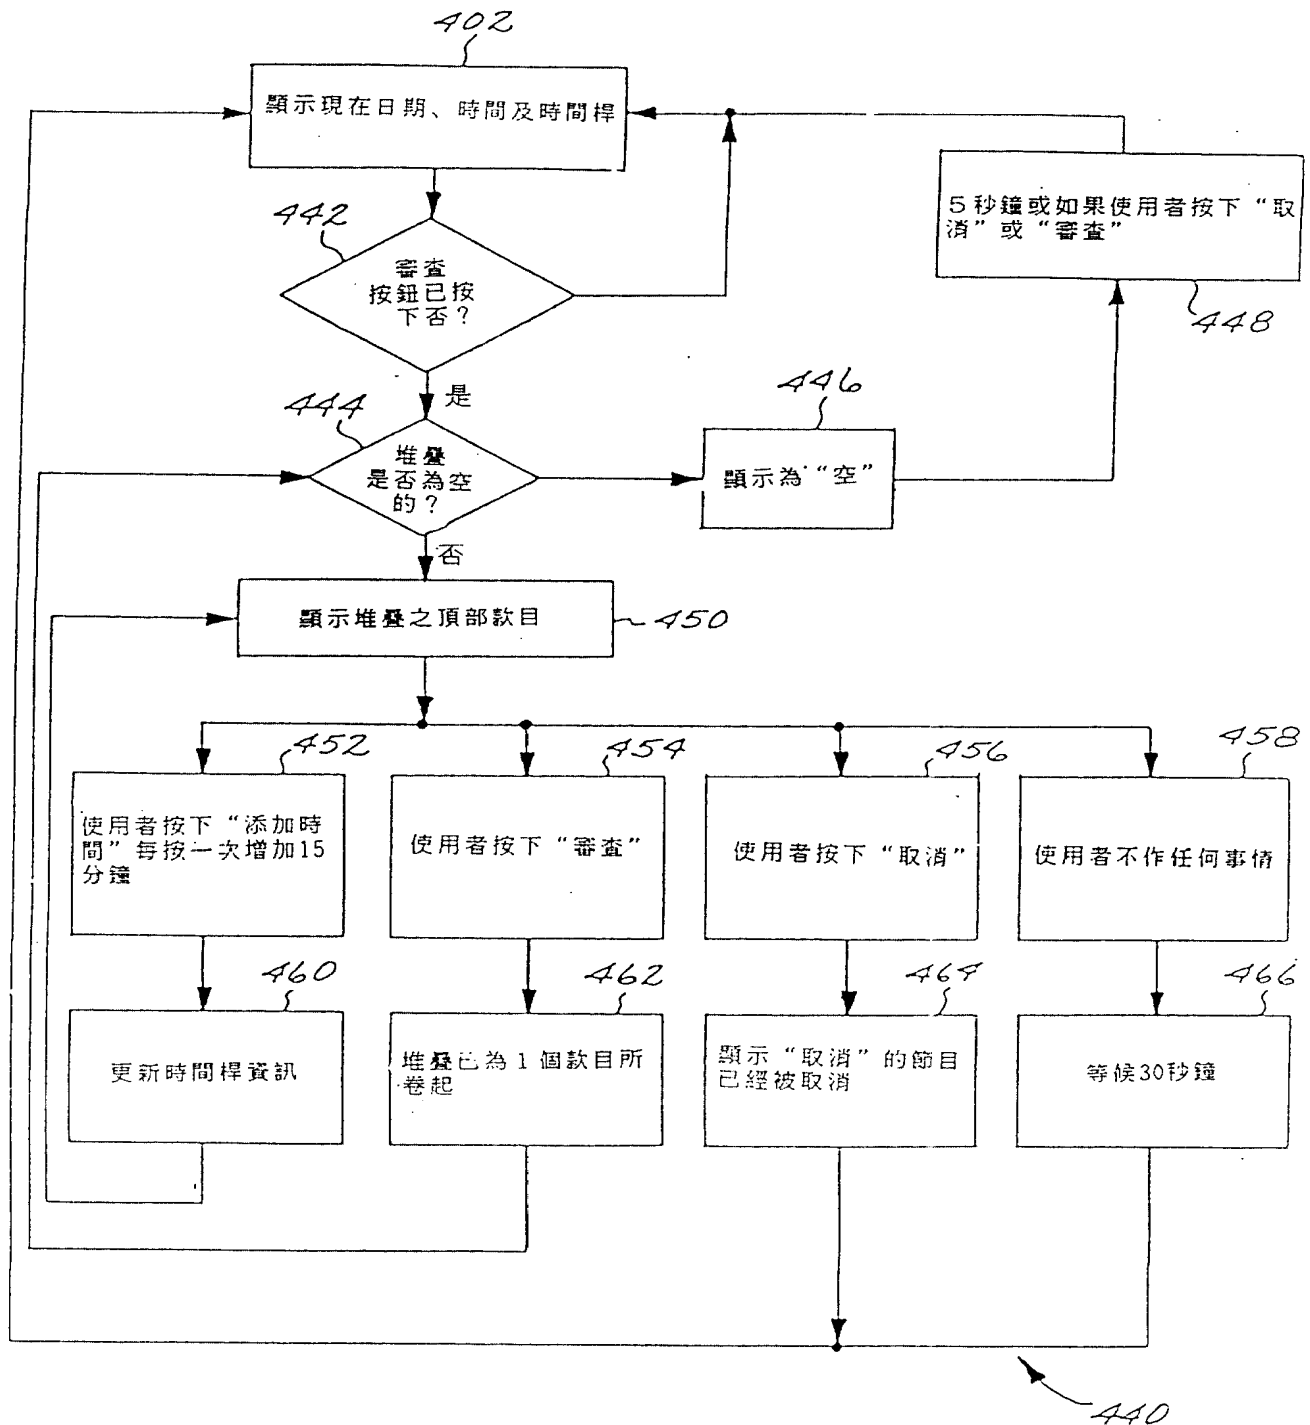 402
顯示現在日期、時間及時間桿
442
審查
按鈕已按
下否？
5秒鐘或如果使用者按下“取
消”或“審查”
448
是
444
堆疊
是否為空
的？
446
顯示為“空”
否
顯示堆疊之頂部款目
450
452
使用者按下“添加時
間”每按一次增加15
分鐘
454
使用者按下“審查”
456
使用者按下“取消”
458
使用者不作任何事情
460
更新時間桿資訊
462
堆疊已為1個款目所
卷起
464
顯示“取消”的節目
已經被取消
466
等候30秒鐘
440